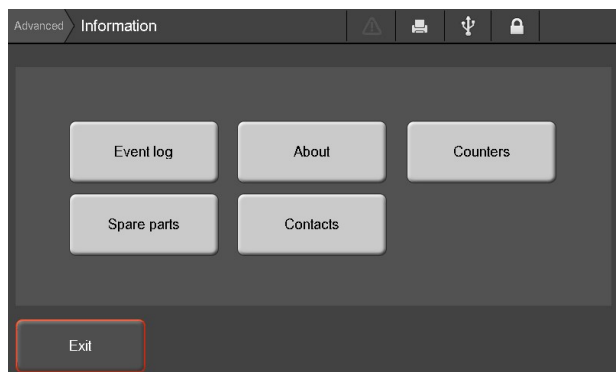 Advanced Information
Event log About Counters
Spare parts Contacts
Exit